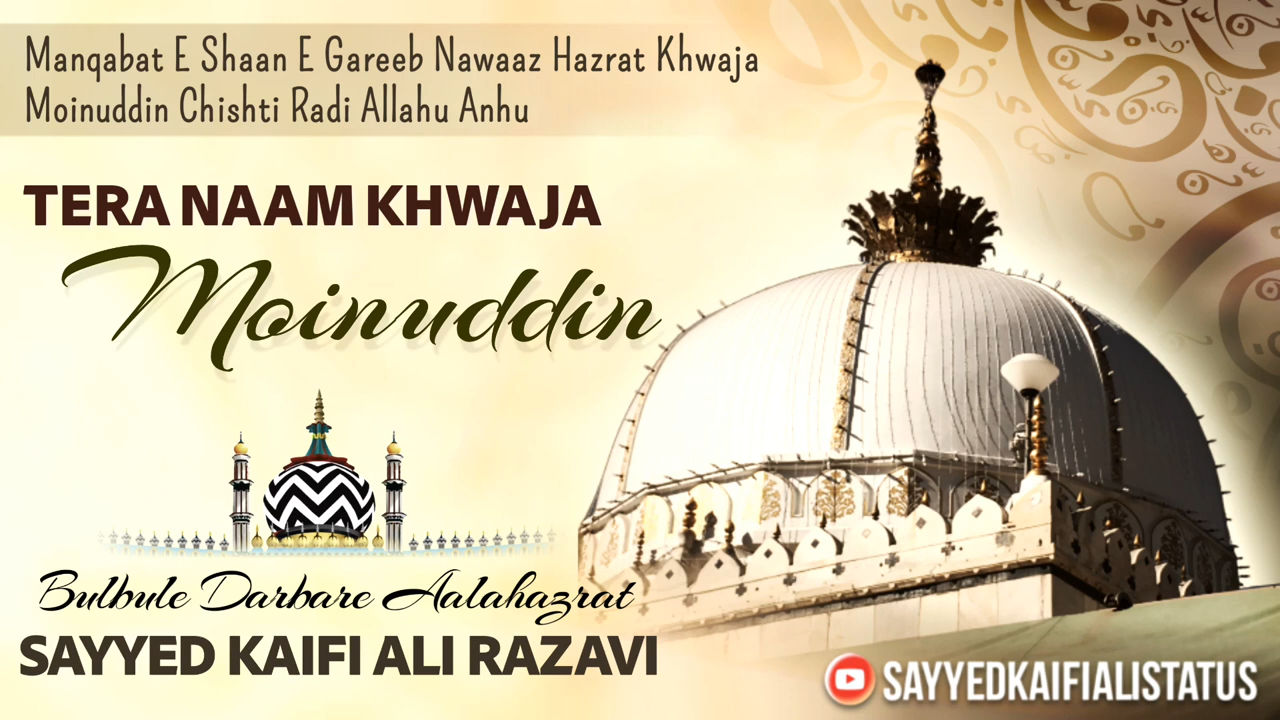 Manqabat E Shaan E Gareeb Nawaaz Hazrat Khwaja
Moinuddin Chishti Radi Allahu Anhu
TERA NAAM KHWAJA
Moinuddin
Bulbule Darbare Aalahazrat
SAYYED KAIFI ALI RAZAVI
SAYYEDKAIFIALISTATUS